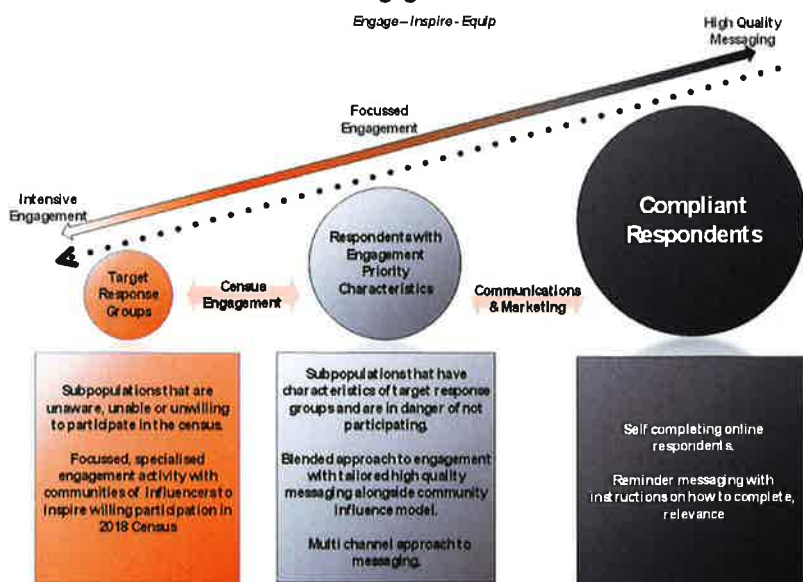 Engage – Inspire - Equip
High Quality
Messaging
Focussed
Engagement
Intensive
Engagement
Target
Response
Groups
Census
Engagement
Respondents with
Engagement
Priority
Characteristics
Communications
& Marketing
Compliant
Respondents
Subpopulations that are
unaware, unable or unwilling
to participate in the census.
Focussed, specialised
engagement activity with
communities of influencers to
inspire willing participation in
2018 Census
Subpopulations that have
characteristics of target response
groups and are in danger of not
participating.
Blended approach to engagement
with tailored high quality
messaging alongside community
influence model.
Multi channel approach to
messaging.
Self completing online
respondents.
Reminder messaging with
instructions on how to complete,
relevance